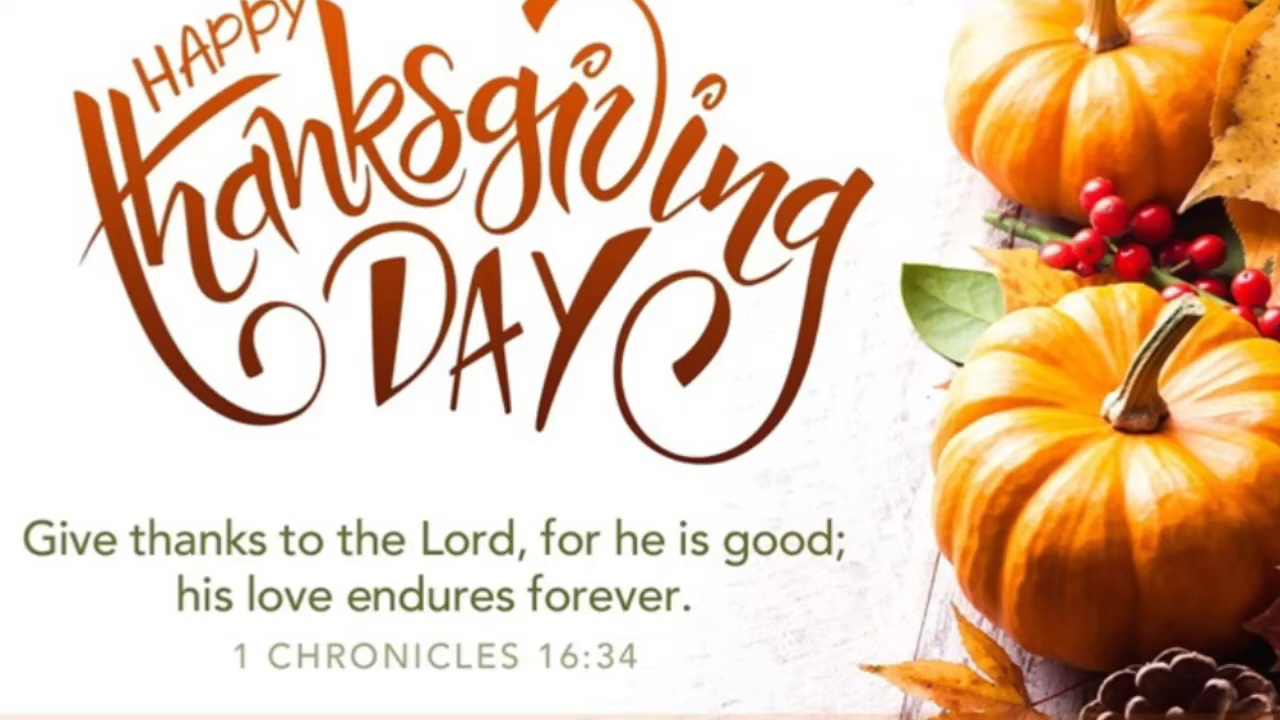 HAPPY
thanksgiving
DAY
Give thanks to the Lord, for he is good;
his love endures forever.
1 CHRONICLES 16:34